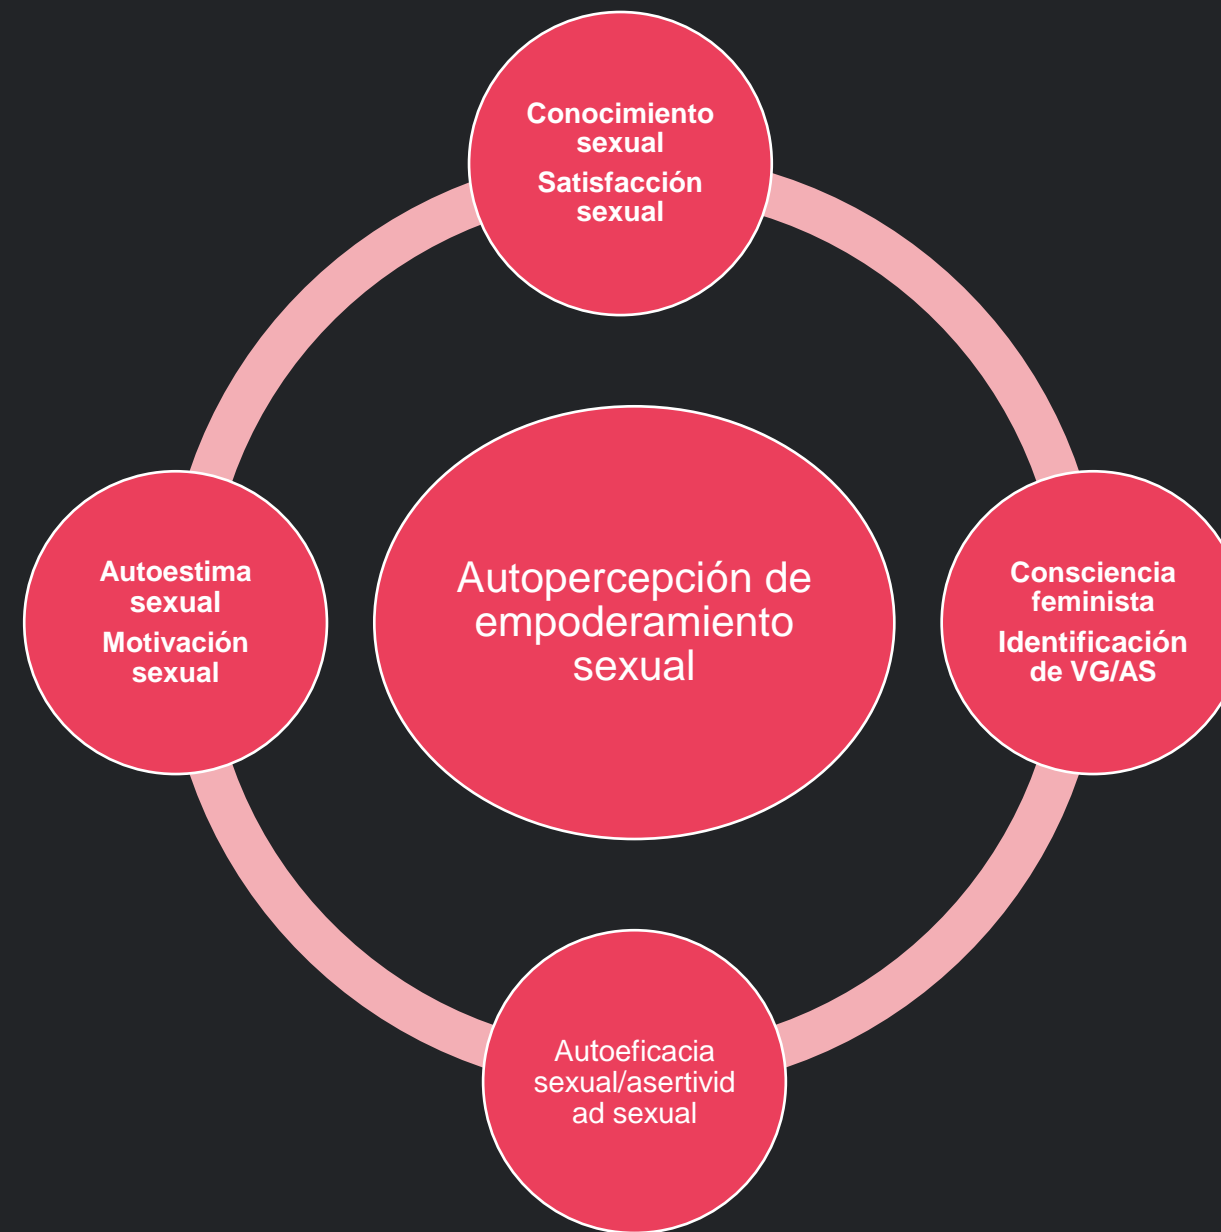 Conocimiento
sexual
Satisfacción
sexual
Autoestima
sexual
Motivación
sexual
Autopercepción de
empoderamiento
sexual
Consciencia
feminista
Identificación
de VG/AS
Autoeficacia
sexual/asertivid
ad sexual